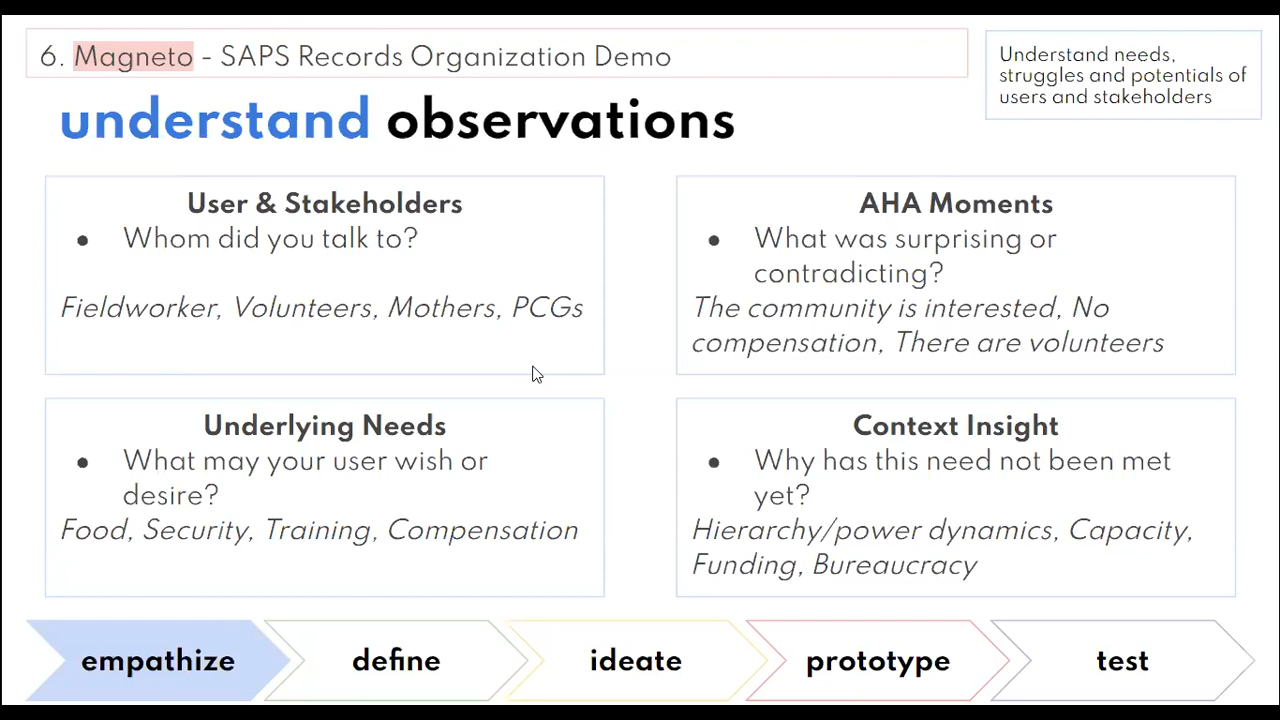 6. Magneto - SAPS Records Organization Demo
Understand needs,
struggles and potentials of
users and stakeholders
understand observations
User & Stakeholders
● Whom did you talk to?
Fieldworker, Volunteers, Mothers, PCGs
AHA Moments
● What was surprising or
contradicting?
The community is interested, No
compensation, There are volunteers
Underlying Needs
● What may your user wish or
desire?
Food, Security, Training, Compensation
Context Insight
● Why has this need not been met
yet?
Hierarchy/power dynamics, Capacity,
Funding, Bureaucracy
empathize
define
ideate
prototype
test